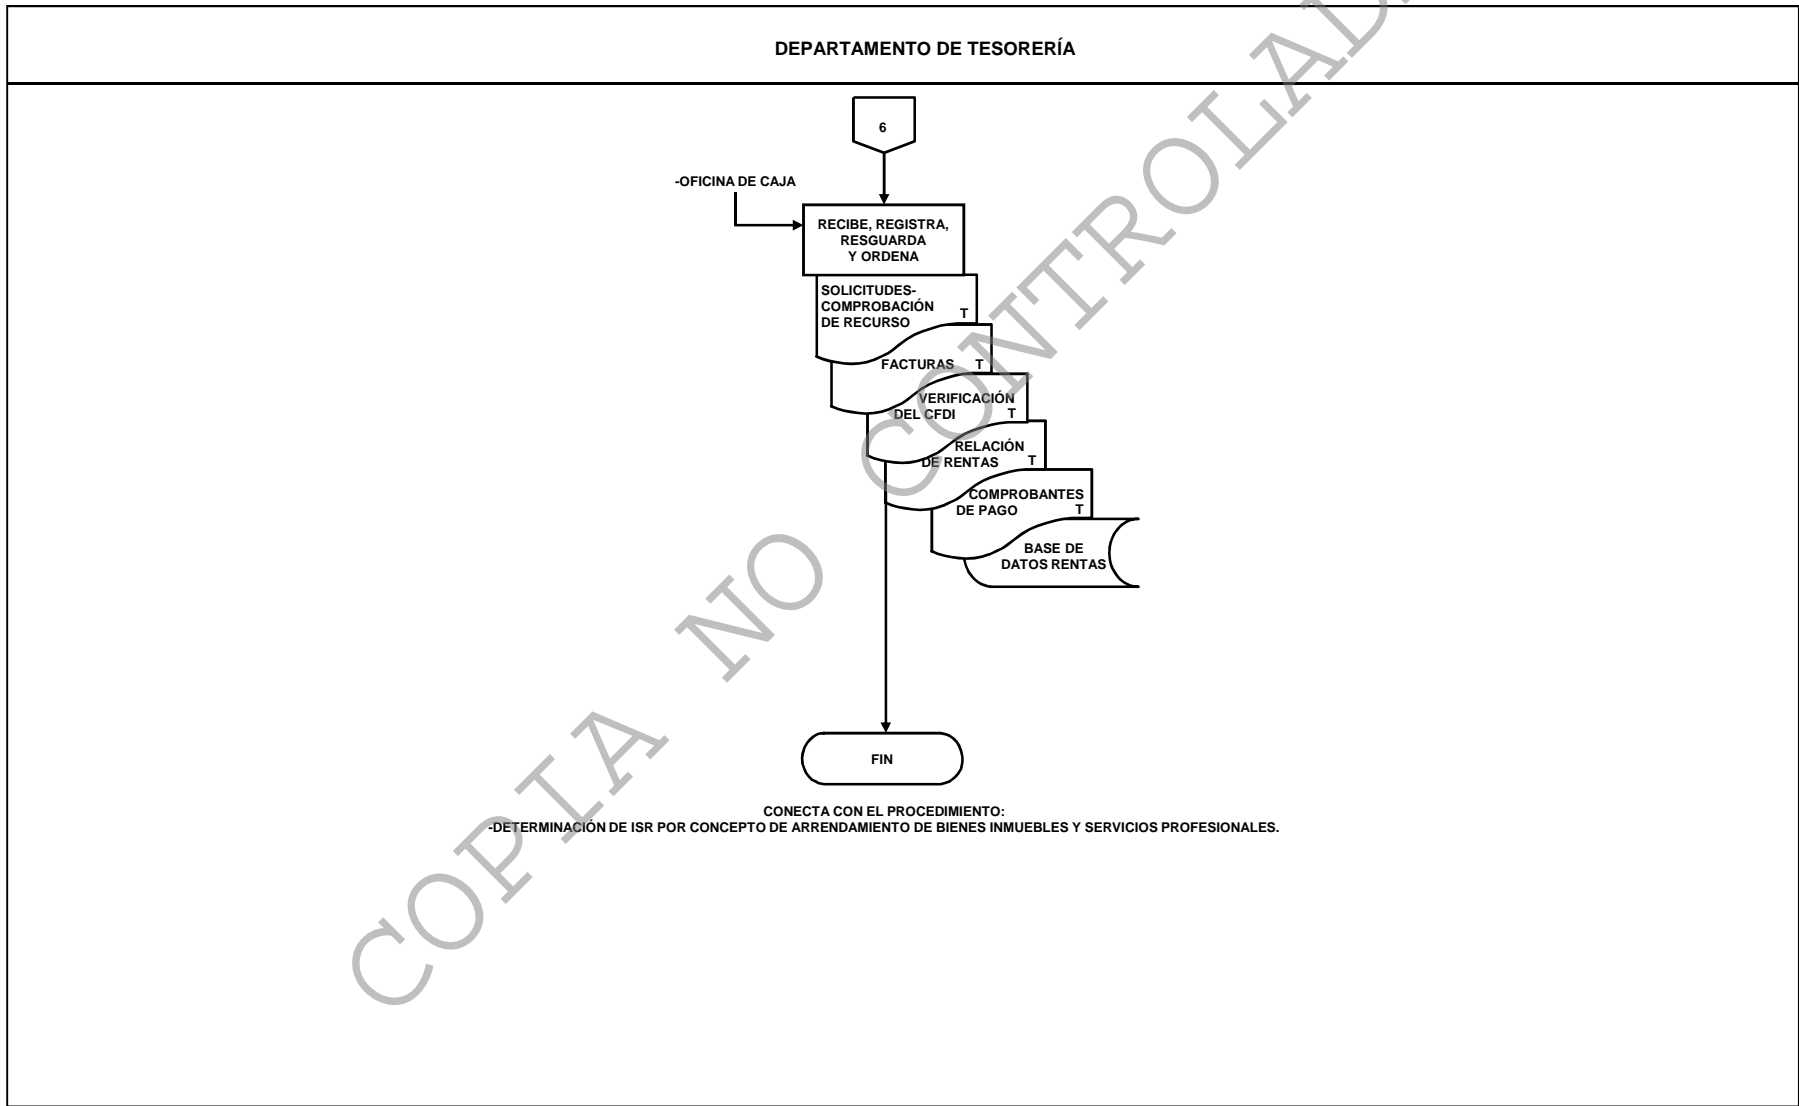 DEPARTAMENTO DE TESORERÍA
6
-OFICINA DE CAJA
RECIBE, REGISTRA,
RESGUARDA
Y ORDENA
SOLICITUDES-
COMPROBACIÓN
DE RECURSO T
FACTURAS T
VERIFICACIÓN
DEL CFDI T
RELACIÓN
DE RENTAS T
COMPROBANTES
DE PAGO T
BASE DE
DATOS RENTAS
FIN
CONECTA CON EL PROCEDIMIENTO:
-DETERMINACIÓN DE ISR POR CONCEPTO DE ARRENDAMIENTO DE BIENES INMUEBLES Y SERVICIOS PROFESIONALES.
COPIA NO CONTROLAD